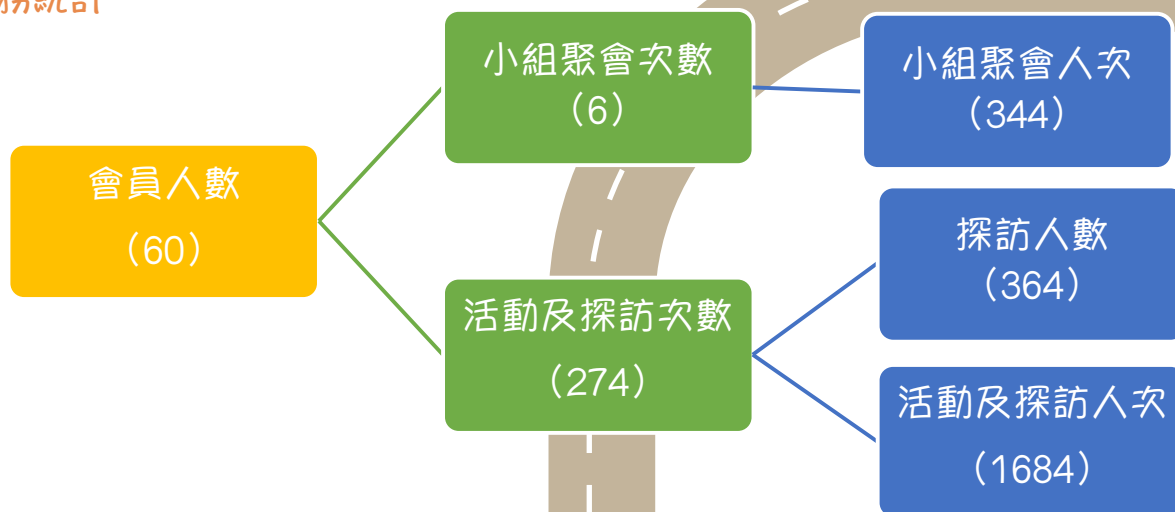 統計
小組聚會次數
(6)
小組聚會人次
(344)
會員人數
(60)
探訪人數
(364)
活動及探訪次數
(274)
活動及探訪人次
(1684)